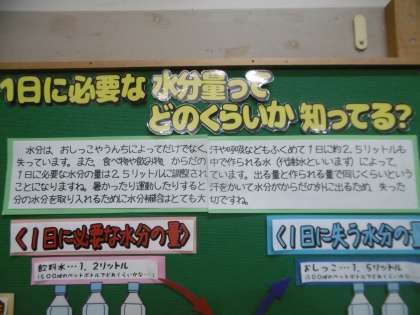 1日に必要な 水分量って
どのくらいか 知ってる?
水分は、おしっこやうんちによってだけでなく、汗や呼吸などもふくめて1日に約2.5リットルも
失っています。また、食べ物や飲み物、からだの中で作られる水(代謝水といいます)によって、
1日に必要な水分の量は2.5リットルに調整されています。出る量と作られる量で同じくらいという
ことになりますね。暑かったり運動したりすると汗をかいて水分がからだの外に出るため、失った
分の水分を取り入れるために水分補給はとても大切ですね。
〈1日に必要な水分の量〉
〈1日に失う水分の量
飲料水…1.2リットル
おしっこ…1.5リットル